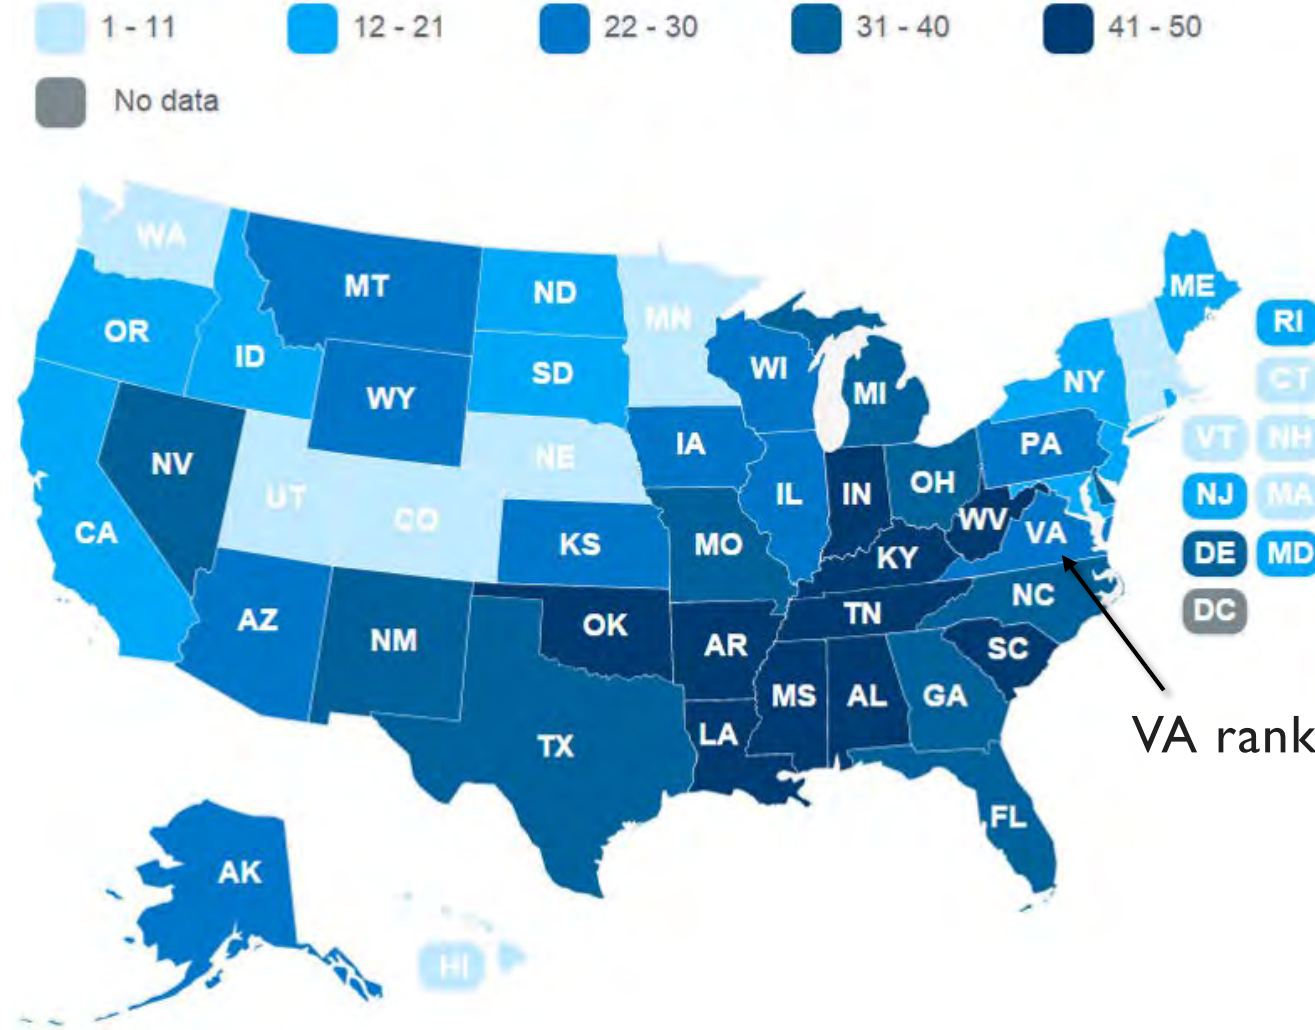 1 - 11
12 - 21
22 - 30
31 - 40
41 - 50
No data
WA
MT
ND
MN
ME
OR
ID
SD
WI
MI
NY
RI
WY
CT
NV
UT
CO
NE
IA
PA
VT
NH
CA
IL
IN
OH
WV
VA
NJ
MA
KS
MO
KY
DE
MD
AZ
NM
OK
AR
TN
NC
SC
DC
TX
LA
MS
AL
GA
VA rank
FL
AK
HI